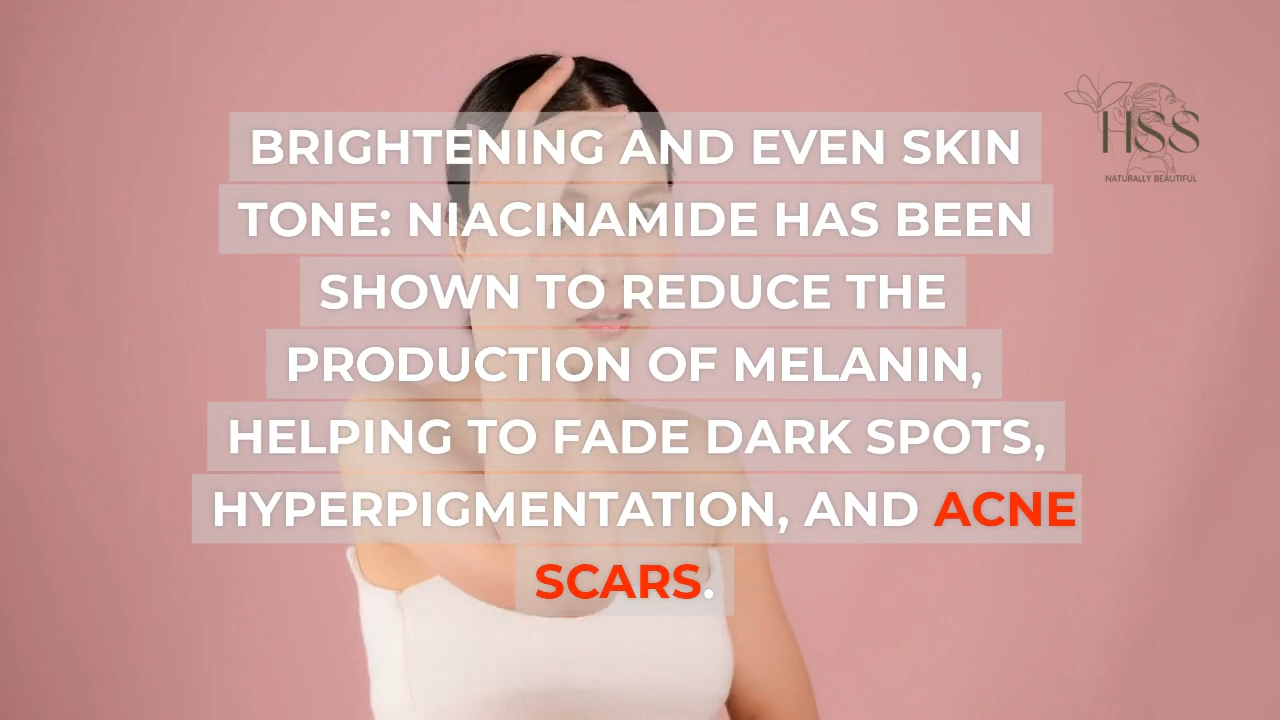 BRIGHTENING AND EVEN SKIN
TONE: NIACINAMIDE HAS BEEN
SHOWN TO REDUCE THE
PRODUCTION OF MELANIN,
HELPING TO FADE DARK SPOTS,
HYPERPIGMENTATION, AND ACNE
SCARS.
HSS
NATURALLY BEAUTIFUL